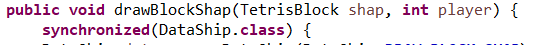 public void drawBlockShap(TetrisBlock shap, int player) {
synchronized(DataShip.class) {